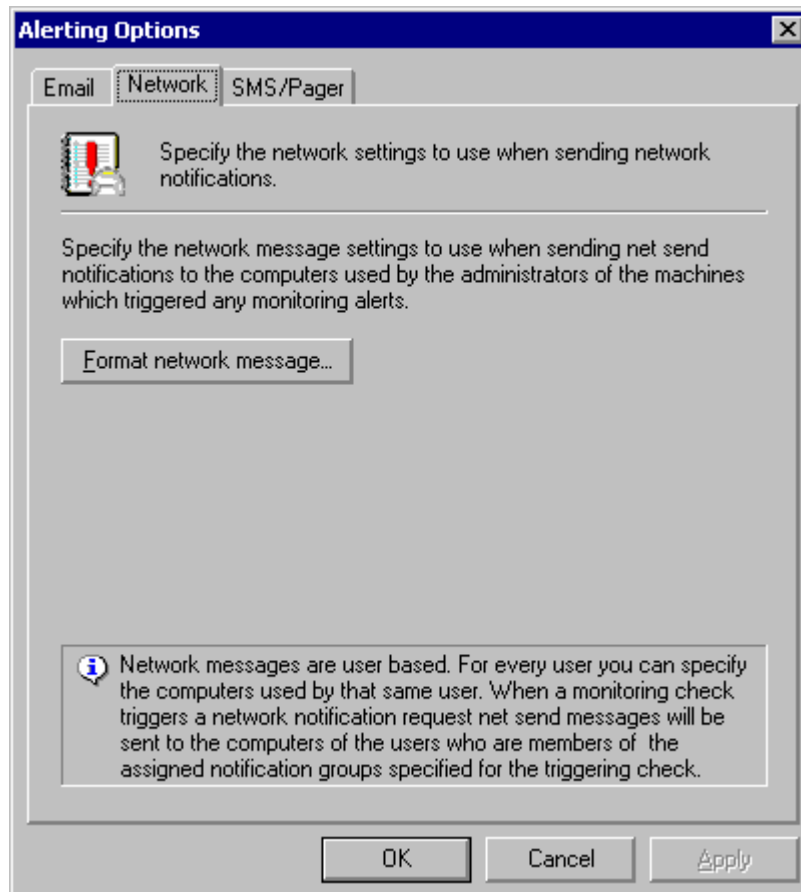 Alerting Options
Email
Network
SMS/Pager
Specify the network settings to use when sending network
notifications.
Specify the network message settings to use when sending net send
notifications to the computers used by the administrators of the machines
which triggered any monitoring alerts.
Format network message...
Network messages are user based. For every user you can specify
the computers used by that same user. When a monitoring check
triggers a network notification request net send messages will be
sent to the computers of the users who are members of  the
assigned notification groups specified for the triggering check.
OK
Cancel
Apply